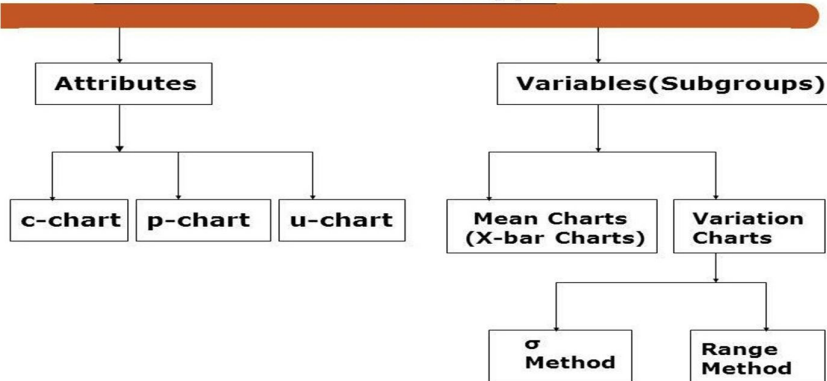 Attributes
Variables(Subgroups)
c-chart
p-chart
u-chart
Mean Charts
(X-bar Charts)
Variation
Charts
σ
Method
Range
Method